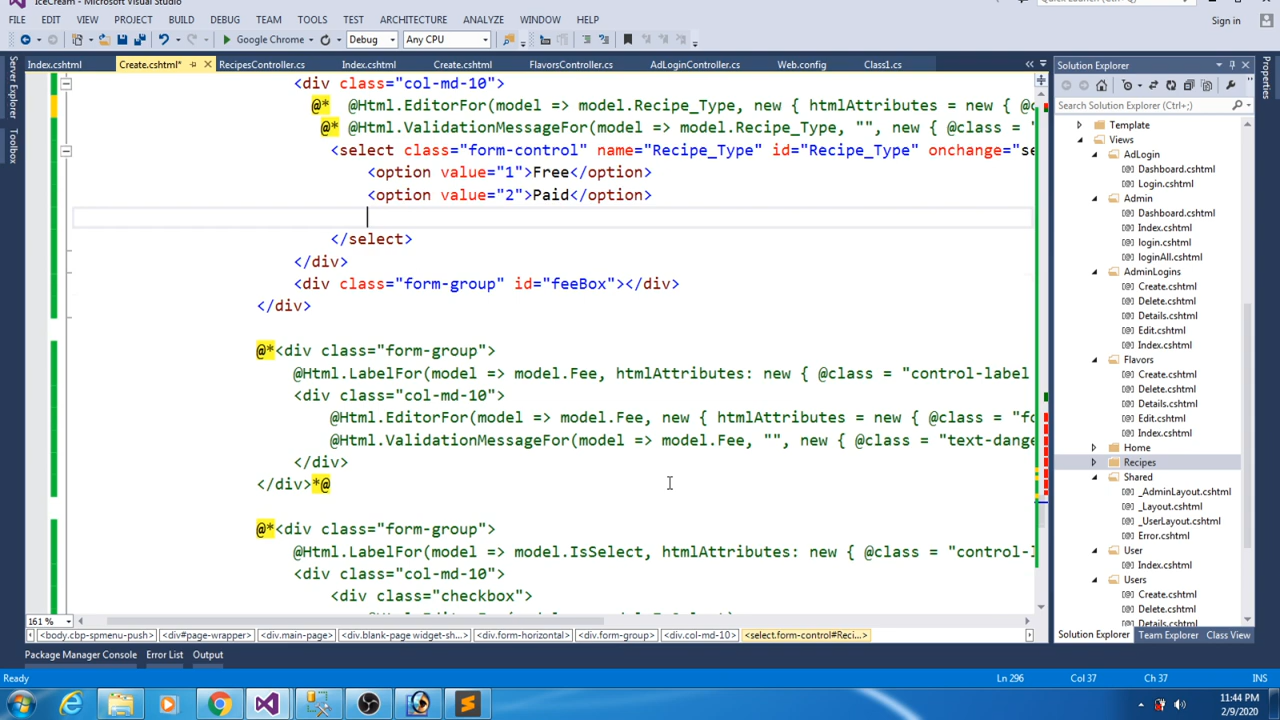 IceCream - Microsoft Visual Studio
Quick Launch (Ctrl+Q)
FILE EDIT VIEW PROJECT BUILD DEBUG TEAM TOOLS TEST ARCHITECTURE ANALYZE WINDOW HELP Sign in
Google Chrome Debug Any CPU
Server Explorer
Toolbox
Index.cshtml Create.cshtml* RecipesController.cs Index.cshtml Create.cshtml FlavorsController.cs AdLoginController.cs Web.config Class1.cs
<div class="col-md-10">
@* @Html.EditorFor(model => model.Recipe_Type, new { htmlAttributes = new { @c
@* @Html.ValidationMessageFor(model => model.Recipe_Type, "", new { @class = "
<select class="form-control" name="Recipe_Type" id="Recipe_Type" onchange="se
<option value="1">Free</option>
<option value="2">Paid</option>
</select>
</div>
<div class="form-group" id="feeBox"></div>
</div>
@*<div class="form-group">
@Html.LabelFor(model => model.Fee, htmlAttributes: new { @class = "control-label
<div class="col-md-10">
@Html.EditorFor(model => model.Fee, new { htmlAttributes = new { @class = "fo
@Html.ValidationMessageFor(model => model.Fee, "", new { @class = "text-dange
</div>
</div>*@
@*<div class="form-group">
@Html.LabelFor(model => model.IsSelect, htmlAttributes: new { @class = "control-l
<div class="col-md-10">
<div class="checkbox">
161 %
<body.cbp-spmenu-push> <div#page-wrapper> <div.main-page> <div.blank-page widget-sh...> <div.form-horizontal> <div.form-group> <div.col-md-10> <select.form-control#Reci...>
Package Manager Console Error List Output
Solution Explorer
Search Solution Explorer (Ctrl+;)
Template
Views
AdLogin
Dashboard.cshtml
Login.cshtml
Admin
Dashboard.cshtml
Index.cshtml
login.cshtml
loginAll.cshtml
AdminLogins
Create.cshtml
Delete.cshtml
Details.cshtml
Edit.cshtml
Index.cshtml
Flavors
Create.cshtml
Delete.cshtml
Details.cshtml
Edit.cshtml
Index.cshtml
Home
Recipes
Shared
_AdminLayout.cshtml
_Layout.cshtml
_UserLayout.cshtml
Error.cshtml
User
Index.cshtml
Users
Create.cshtml
Delete.cshtml
Details.cshtml
Solution Explorer Team Explorer Class View
Properties
Ready Ln 296 Col 37 Ch 37 INS
11:44 PM
2/9/2020